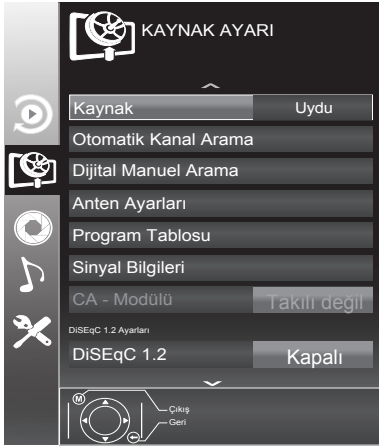 KAYNAK AYARI
Kaynak Uydu
Otomatik Kanal Arama
Dijital Manuel Arama
Anten Ayarları
Program Tablosu
Sinyal Bilgileri
CA - Modülü Takılı değil
DiSEqC 1.2 Ayarları
DiSEqC 1.2 Kapalı
M
Çıkış
Geri